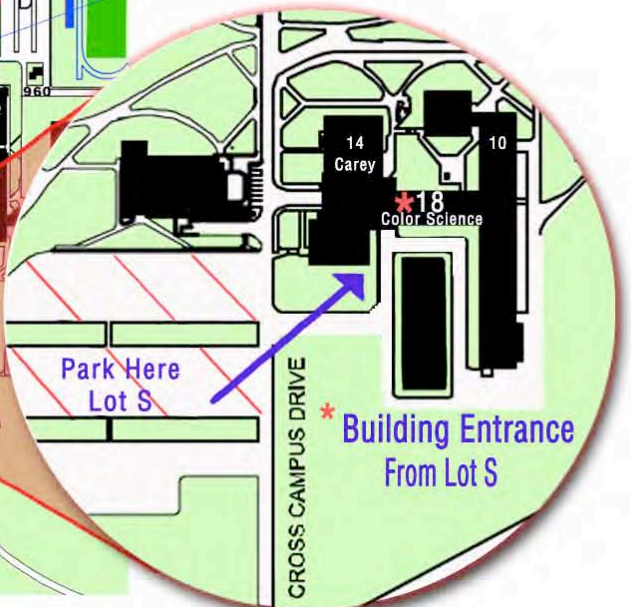 960
14
Carey
10
*18
Color Science
Park Here
Lot S
CROSS CAMPUS DRIVE
* Building Entrance
From Lot S